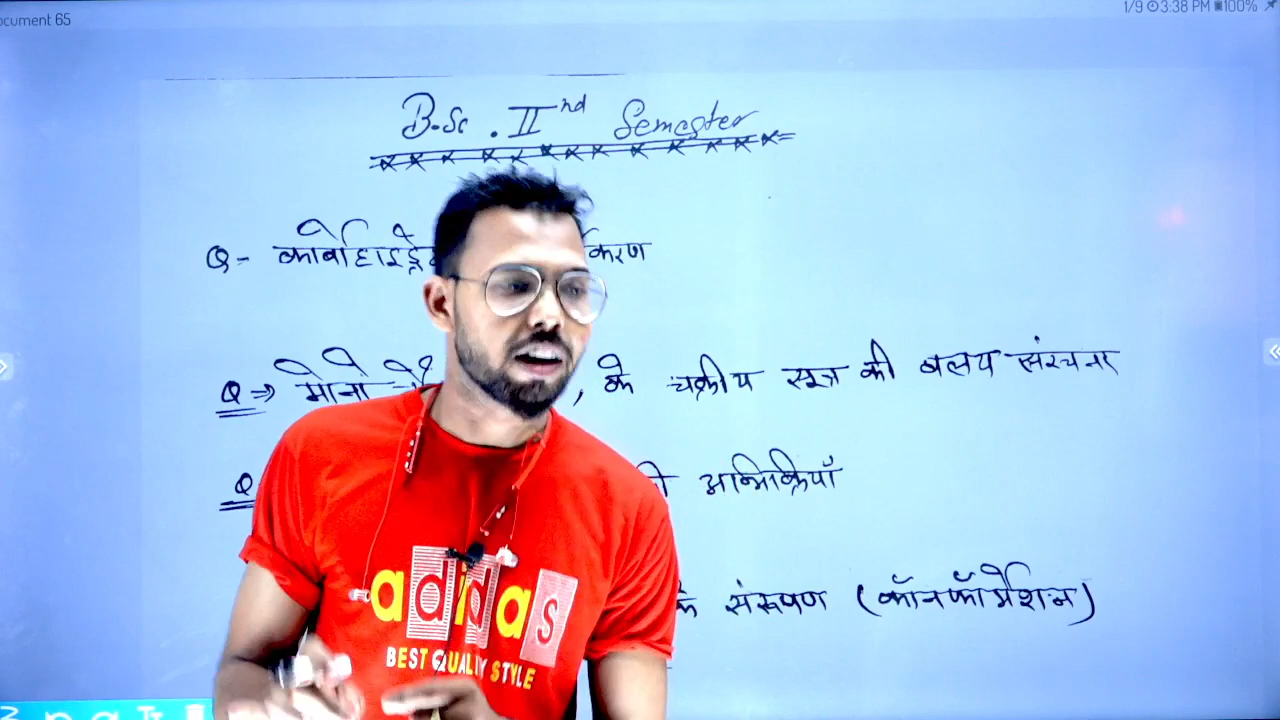 ocument 65
1/9 3:38 PM 100%
B.Sc. IInd Semester
Q- कार्बोहाइड्रे करण
Q⇒ मोनो , के चक्रीय सूत्र की वलय संरचना
Q अभिक्रियाएँ
के संरूपण (कॉनफॉर्मेशन)
adidas
BEST QUALITY STYLE